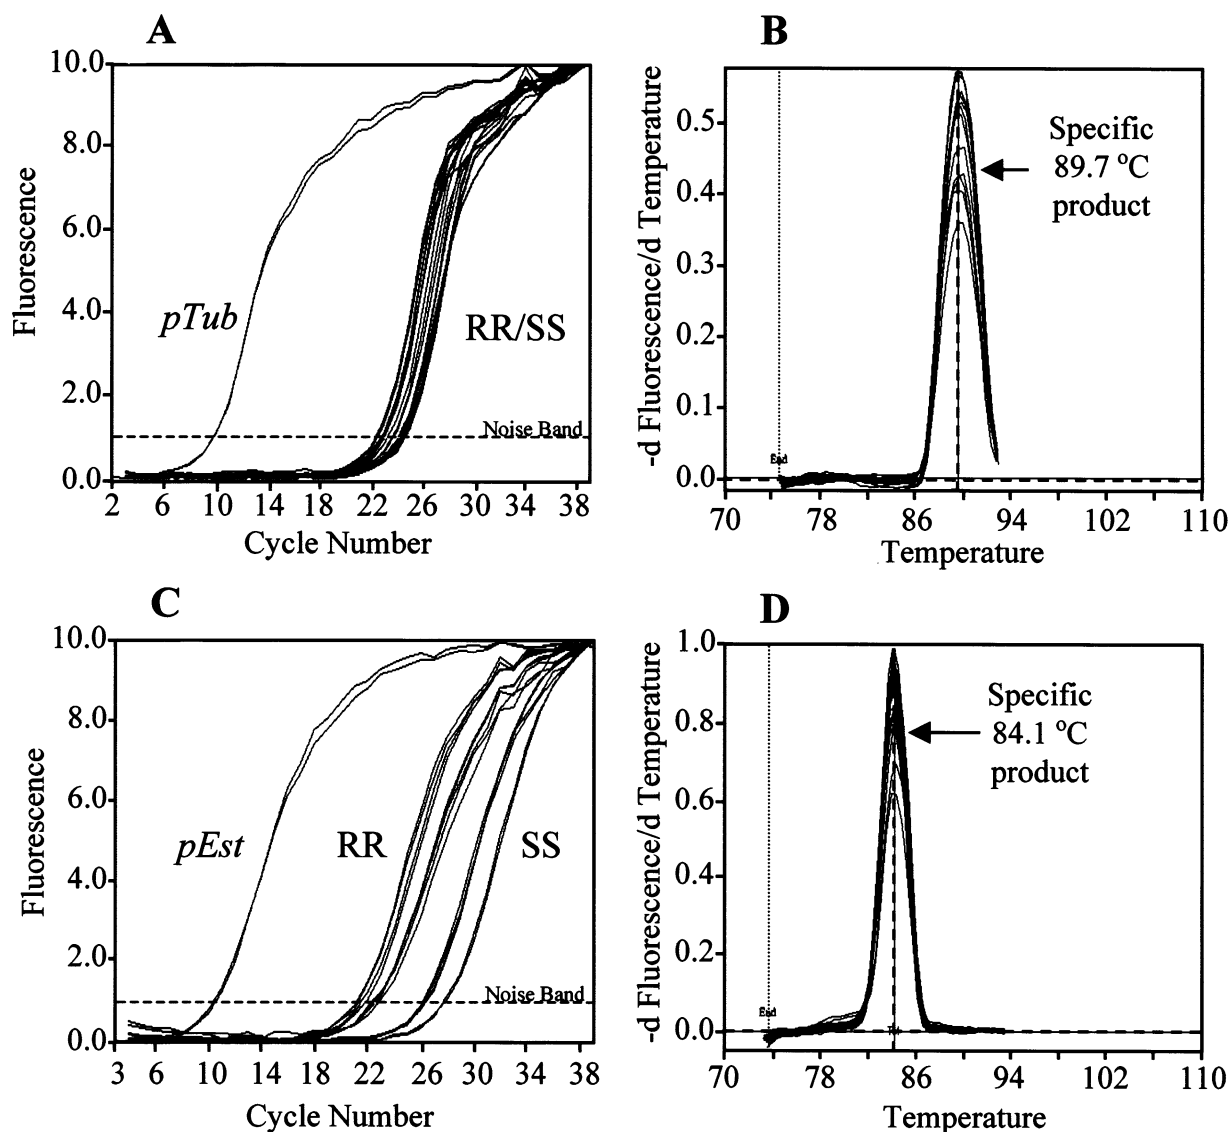 A
10.0
8.0
6.0
4.0
2.0
0.0
Fluorescence
pTub
RR/SS
Noise Band
2 6 10 14 18 22 26 30 34 38
Cycle Number
B
0.5
0.4
0.3
0.2
0.1
0.0
-d Fluorescence/d Temperature
Specific
89.7 °C
product
End
70 78 86 94 102 110
Temperature
C
10.0
8.0
6.0
4.0
2.0
0.0
Fluorescence
pEst
RR
SS
Noise Band
3 6 10 14 18 22 26 30 34 38
Cycle Number
D
1.0
0.8
0.6
0.4
0.2
0.0
-d Fluorescence/d Temperature
Specific
84.1 °C
product
End
70 78 86 94 102 110
Temperature